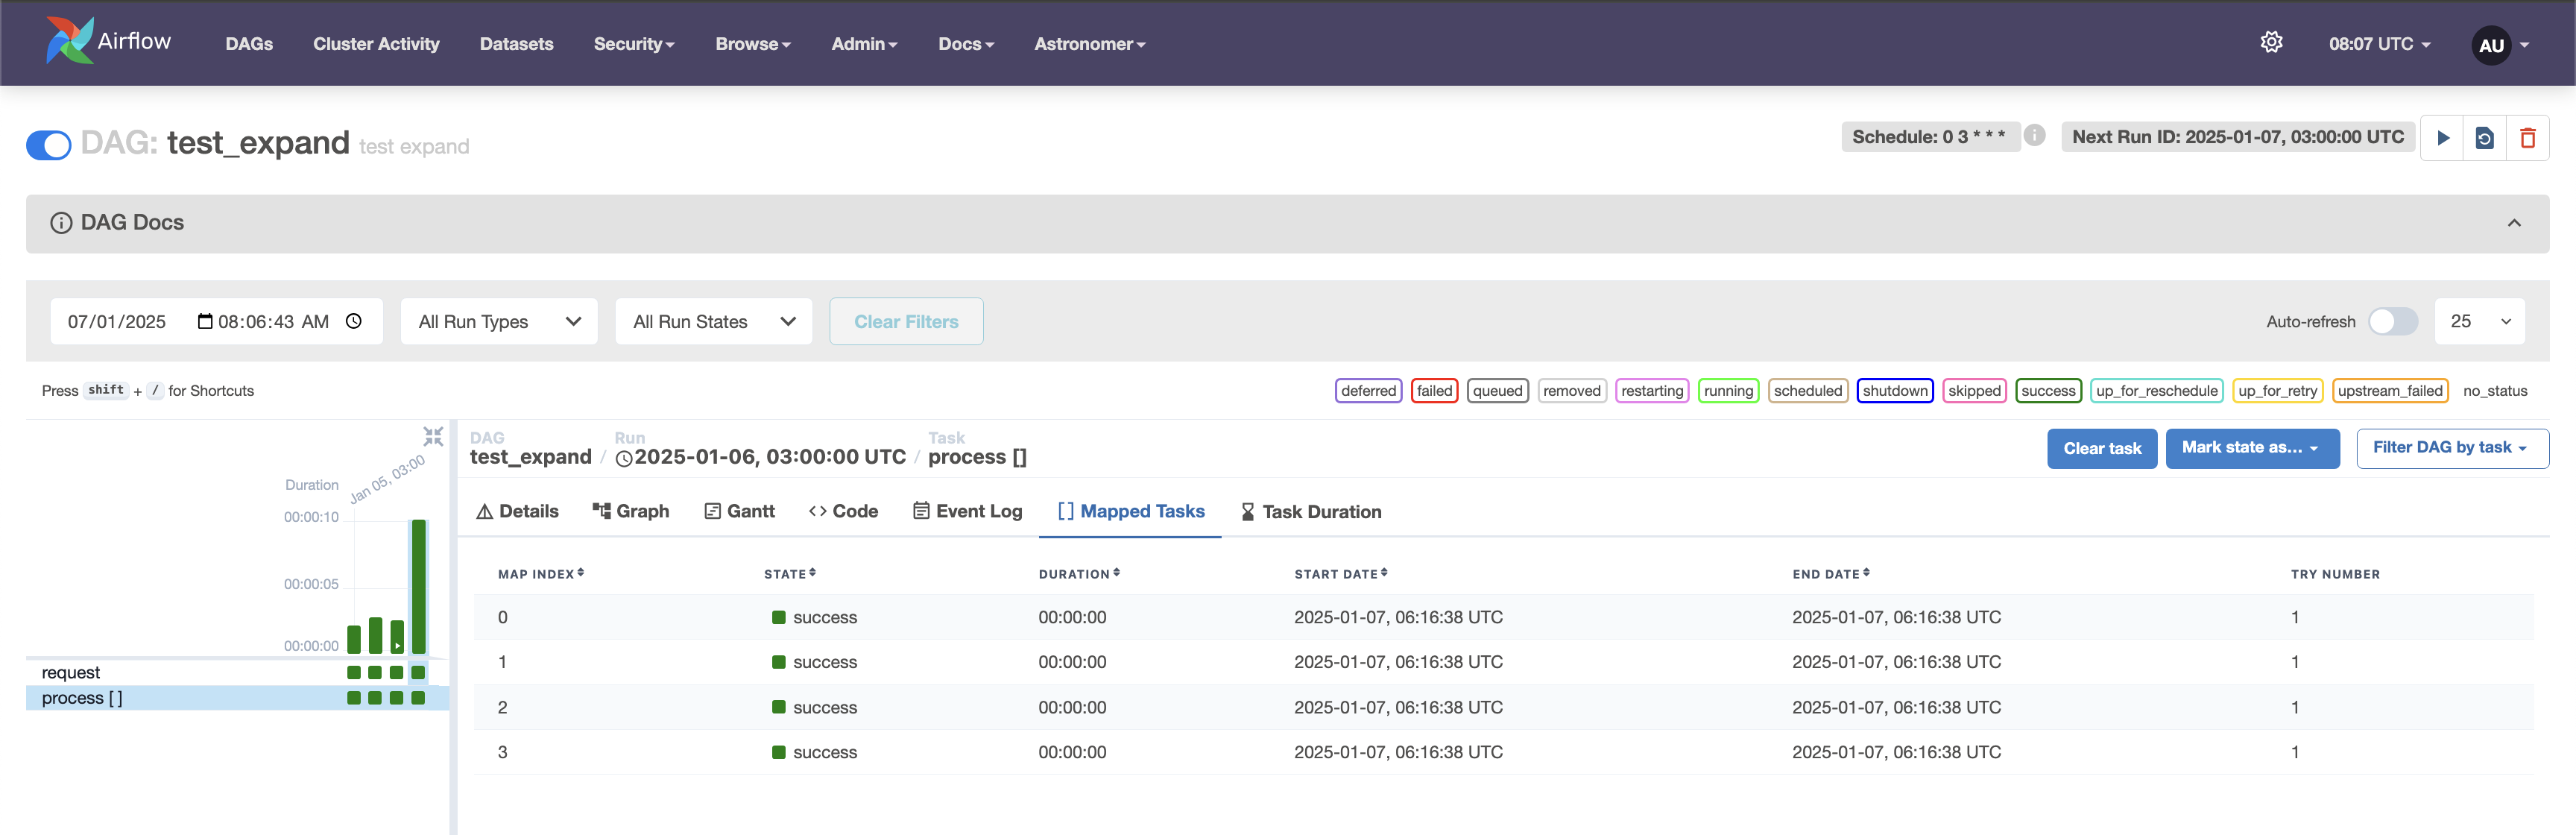 Airflow DAGs Cluster Activity Datasets Security Browse Admin Docs Astronomer 08:07 UTC AU
DAG: test_expand test expand Schedule: 0 3 * * * Next Run ID: 2025-01-07, 03:00:00 UTC
DAG Docs
07/01/2025 08:06:43 AM All Run Types All Run States Clear Filters Auto-refresh 25
Press shift + / for Shortcuts deferred failed queued removed restarting running scheduled shutdown skipped success up_for_reschedule up_for_retry upstream_failed no_status
DAG Run Task
test_expand / 2025-01-06, 03:00:00 UTC / process [] Clear task Mark state as... Filter DAG by task
Jan 05, 03:00
Duration
00:00:10
00:00:05
00:00:00
request
process [ ]
Details Graph Gantt <> Code Event Log [ ] Mapped Tasks Task Duration
MAP INDEX STATE DURATION START DATE END DATE TRY NUMBER
0 success 00:00:00 2025-01-07, 06:16:38 UTC 2025-01-07, 06:16:38 UTC 1
1 success 00:00:00 2025-01-07, 06:16:38 UTC 2025-01-07, 06:16:38 UTC 1
2 success 00:00:00 2025-01-07, 06:16:38 UTC 2025-01-07, 06:16:38 UTC 1
3 success 00:00:00 2025-01-07, 06:16:38 UTC 2025-01-07, 06:16:38 UTC 1